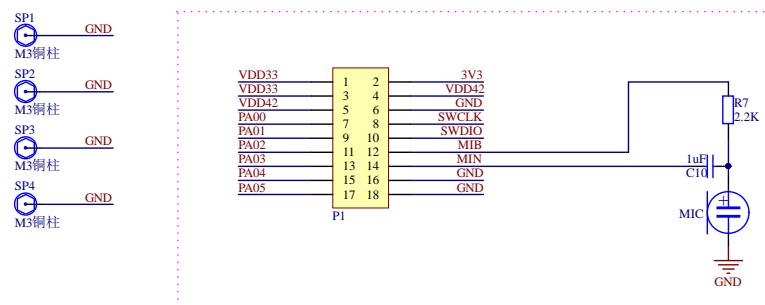 SP1
GND
M3铜柱
SP2
GND
M3铜柱
SP3
GND
M3铜柱
SP4
GND
M3铜柱
VDD33 1 2 3V3
VDD33 3 4 VDD42
VDD42 5 6 GND
PA00 7 8 SWCLK
PA01 9 10 SWDIO
PA02 11 12 MIB
PA03 13 14 MIN
PA04 15 16 GND
PA05 17 18 GND
P1
R7
2.2K
1uF
C10
MIC
+
GND